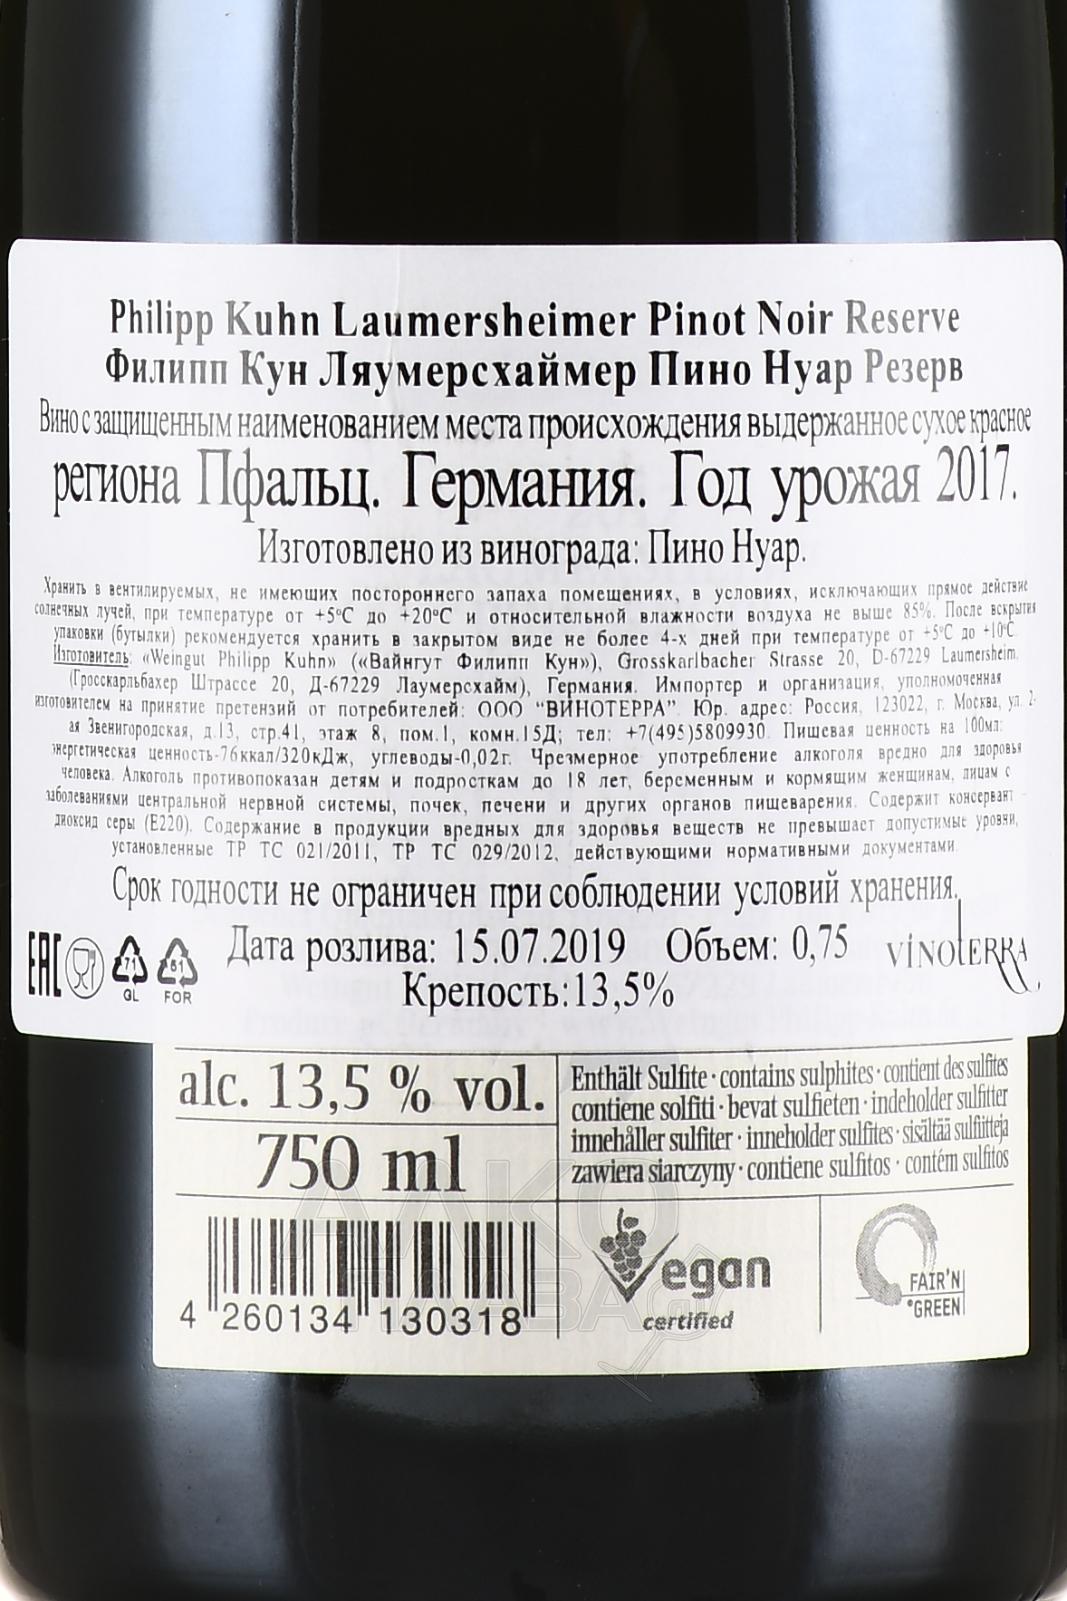 Philipp Kuhn Laumersheimer Pinot Noir Reserve
Филипп Кун Ляумерсхаймер Пино Нуар Резерв
Вино с защищенным наименованием места происхождения выдержанное сухое красное
региона Пфальц. Германия. Год урожая 2017.
Изготовлено из винограда: Пино Нуар.
Хранить в вентилируемых, не имеющих постороннего запаха помещениях, в условиях, исключающих прямое действие
солнечных лучей, при температуре от +5°С до +20°С и относительной влажности воздуха не выше 85%. После вскрытия
упаковки (бутылки) рекомендуется хранить в закрытом виде не более 4-х дней при температуре от +5°С до +10°С.
Изготовитель: «Weingut Philipp Kuhn» («Вайнгут Филипп Кун»), Grosskarlbacher Strasse 20, D-67229 Laumersheim,
(Гросскарльбахер Штрассе 20, Д-67229 Лаумерсхайм), Германия. Импортер и организация, уполномоченная
изготовителем на принятие претензий от потребителей: ООО "ВИНОТЕРРА". Юр. адрес: Россия, 123022, г. Москва, ул. 2-
ая Звенигородская, д.13, стр.41, этаж 8, пом.1, комн.15Д; тел: +7(495)5809930. Пищевая ценность на 100мл:
энергетическая ценность-76ккал/320кДж, углеводы-0,02г. Чрезмерное употребление алкоголя вредно для здоровья
человека. Алкоголь противопоказан детям и подросткам до 18 лет, беременным и кормящим женщинам, лицам с
заболеваниями центральной нервной системы, почек, печени и других органов пищеварения. Содержит консервант -
диоксид серы (Е220). Содержание в продукции вредных для здоровья веществ не превышает допустимые уровни,
установленные ТР ТС 021/2011, ТР ТС 029/2012, действующими нормативными документами.
Срок годности не ограничен при соблюдении условий хранения.
EAC 71 GL 81 FOR Дата розлива: 15.07.2019 Объем: 0,75 VINOTERRA
Крепость:13,5%
alc. 13,5 % vol.
750 ml
Enthält Sulfite · contains sulphites · contient des sulfites
contiene solfiti · bevat sulfieten · indeholder sulfitter
innehåller sulfiter · inneholder sulfites · sisältää sulfiitteja
zawiera siarczyny · contiene sulfitos · contém sulfitos
4 260134 130318
Vegan
certified
FAIR'N
GREEN